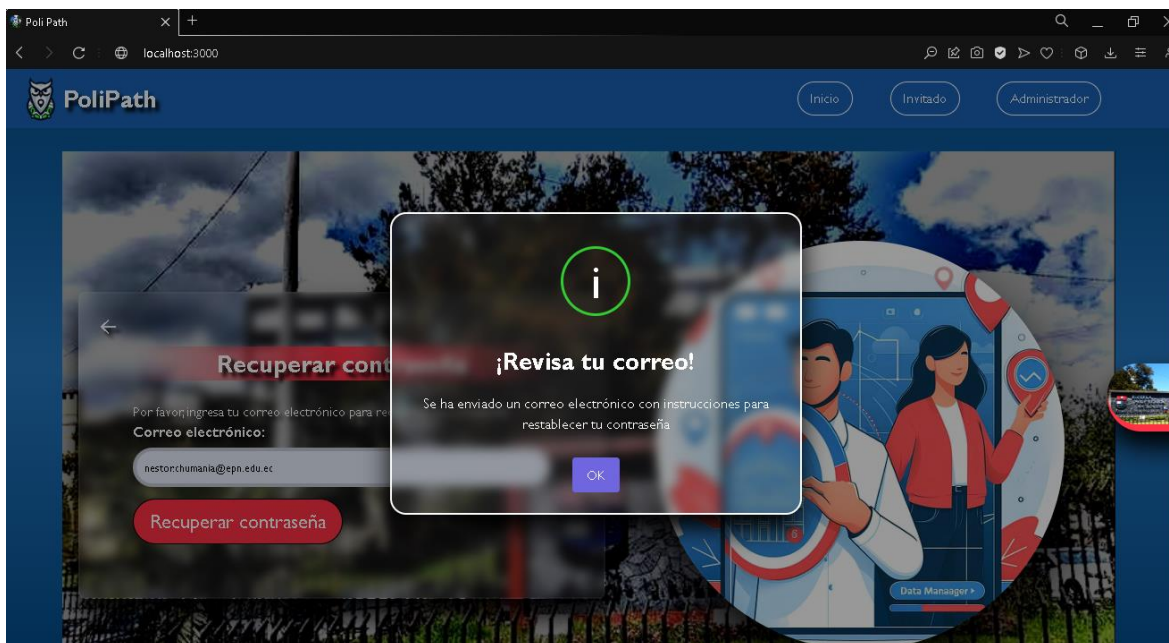 Poli Path
localhost:3000
PoliPath
Inicio
Invitado
Administrador
Recuperar cont
Por favor, ingresa tu correo electrónico para re
Correo electrónico:
nestor.chumania@epn.edu.ec
Recuperar contraseña
i
¡Revisa tu correo!
Se ha enviado un correo electrónico con instrucciones para
restablecer tu contraseña
OK
Data Manaager